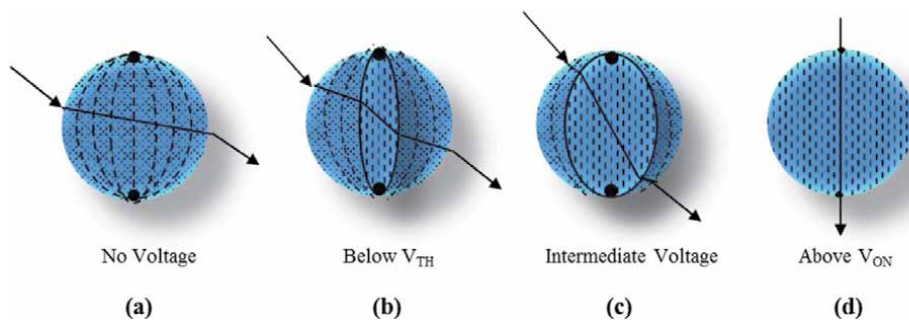 No Voltage
Below V_TH
Intermediate Voltage
Above V_ON
(a)
(b)
(c)
(d)